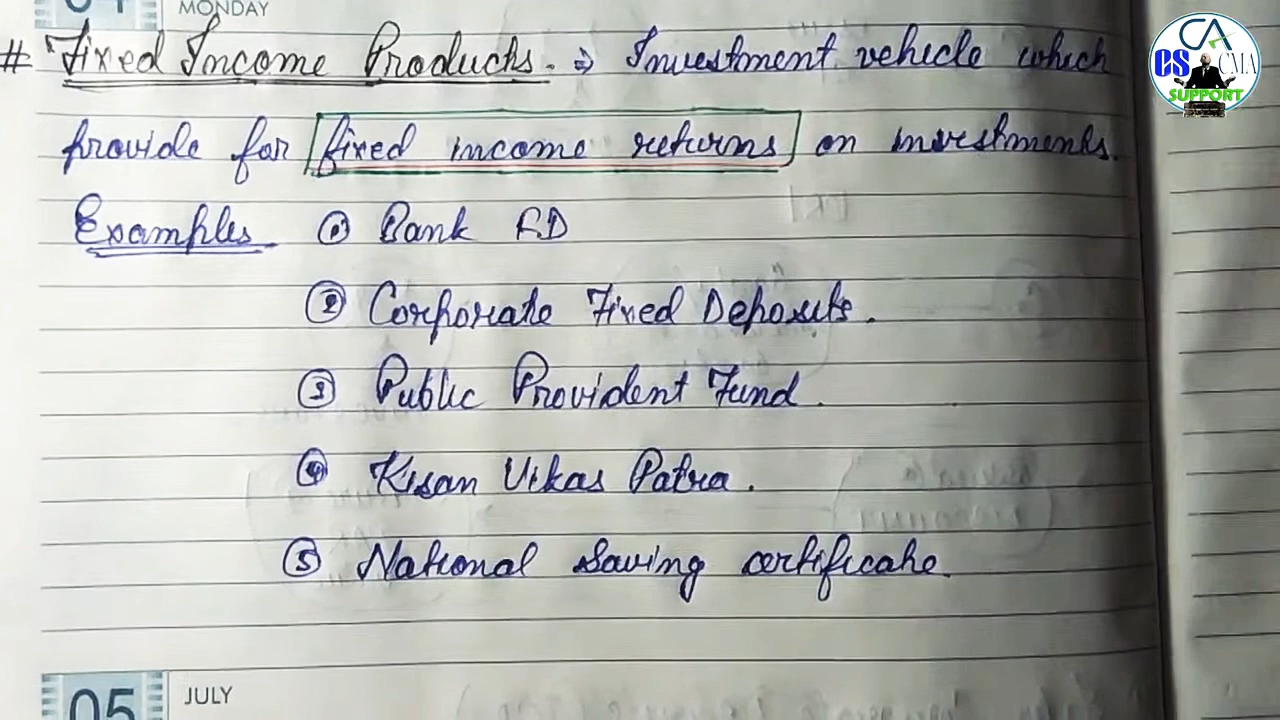 04 MONDAY
# Fixed Income Products. ⇒ Investment vehicle which
provide for fixed income returns on investments.
Examples ① Bank FD
② Corporate Fixed Deposits.
③ Public Provident Fund.
④ Kisan Vikas Patra.
⑤ National Saving certificate.
05 JULY
CA
CS CMA
SUPPORT